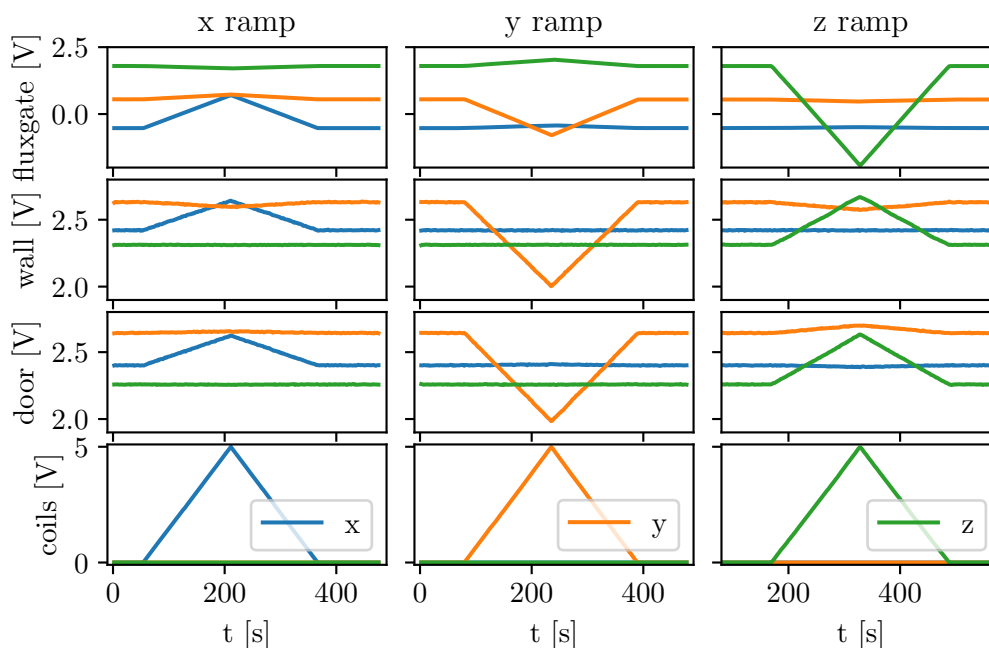 x ramp y ramp z ramp
fluxgate [V]
2.5
0.0
wall [V]
2.5
2.0
door [V]
2.5
2.0
coils [V]
5
0
x
y
z
0 200 400 0 200 400 200 400
t [s] t [s] t [s]